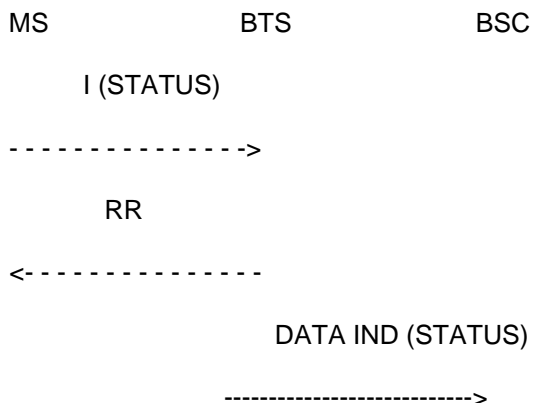 MS BTS BSC
I (STATUS)
- - - - - - - - - - - - - - ->
RR
<- - - - - - - - - - - - - - -
DATA IND (STATUS)
---------------------------->